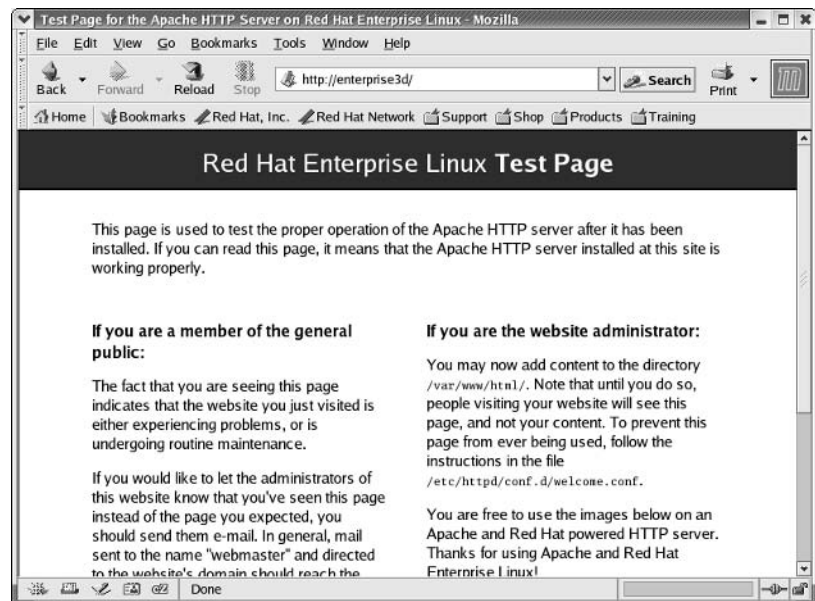 Test Page for the Apache HTTP Server on Red Hat Enterprise Linux - Mozilla
File Edit View Go Bookmarks Tools Window Help
Back Forward Reload Stop http://enterprise3d/ Search Print
Home Bookmarks Red Hat, Inc. Red Hat Network Support Shop Products Training
Red Hat Enterprise Linux Test Page
This page is used to test the proper operation of the Apache HTTP server after it has been
installed. If you can read this page, it means that the Apache HTTP server installed at this site is
working properly.
If you are a member of the general
public:
The fact that you are seeing this page
indicates that the website you just visited is
either experiencing problems, or is
undergoing routine maintenance.
If you would like to let the administrators of
this website know that you've seen this page
instead of the page you expected, you
should send them e-mail. In general, mail
sent to the name "webmaster" and directed
to the website's domain should reach the
If you are the website administrator:
You may now add content to the directory
/var/www/html/. Note that until you do so,
people visiting your website will see this
page, and not your content. To prevent this
page from ever being used, follow the
instructions in the file
/etc/httpd/conf.d/welcome.conf.
You are free to use the images below on an
Apache and Red Hat powered HTTP server.
Thanks for using Apache and Red Hat
Enterprise Linux!
Done